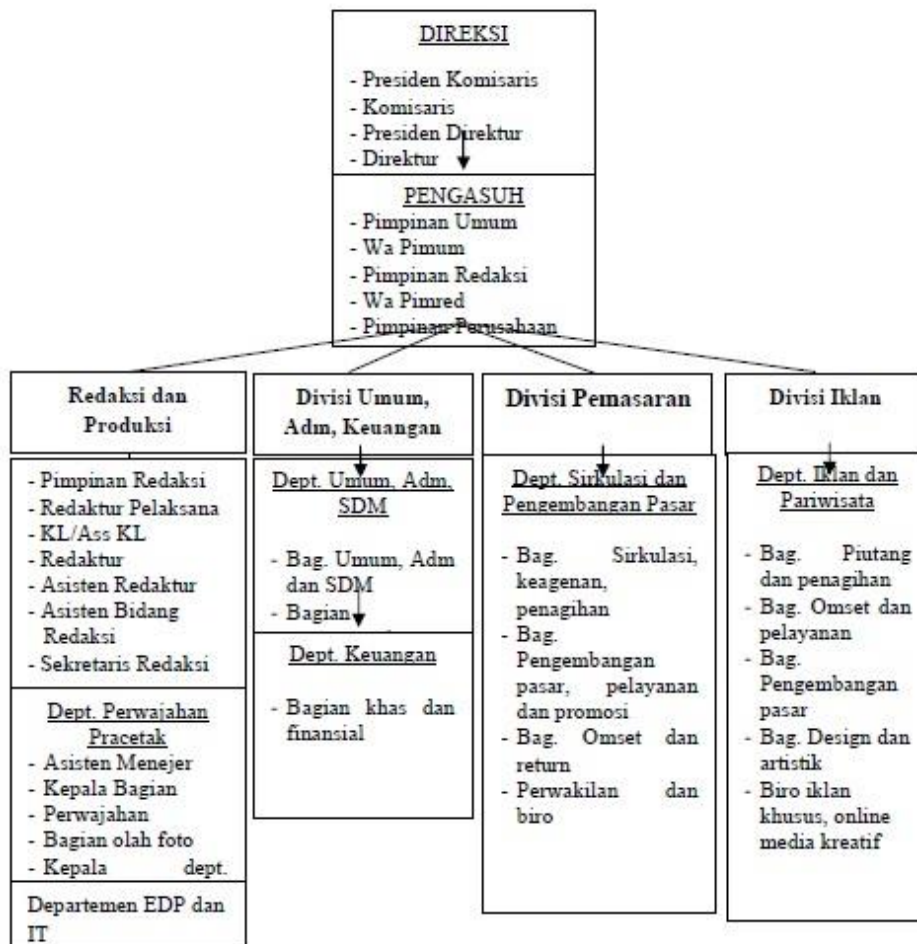 DIREKSI
- Presiden Komisaris
- Komisaris
- Presiden Direktur
- Direktur
PENGASUH
- Pimpinan Umum
- Wa Pimum
- Pimpinan Redaksi
- Wa Pimred
- Pimpinan Perusahaan
Redaksi dan
Produksi
- Pimpinan Redaksi
- Redaktur Pelaksana
- KL/Ass KL
- Redaktur
- Asisten Redaktur
- Asisten Bidang
Redaksi
- Sekretaris Redaksi
Dept. Perwajahan
Pracetak
- Asisten Menejer
- Kepala Bagian
- Perwajahan
- Bagian olah foto
- Kepala dept.
Departemen EDP dan
IT
Divisi Umum,
Adm, Keuangan
Dept. Umum, Adm,
SDM
- Bag. Umum, Adm
dan SDM
- Bagian
Dept. Keuangan
- Bagian khas dan
finansial
Divisi Pemasaran
Dept. Sirkulasi dan
Pengembangan Pasar
- Bag. Sirkulasi,
keagenan,
penagihan
- Bag.
Pengembangan
pasar, pelayanan
dan promosi
- Bag. Omset dan
return
- Perwakilan dan
biro
Divisi Iklan
Dept. Iklan dan
Pariwisata
- Bag. Piutang
dan penagihan
- Bag. Omset dan
pelayanan
- Bag.
Pengembangan
pasar
- Bag. Design dan
artistik
- Biro iklan
khusus, online
media kreatif